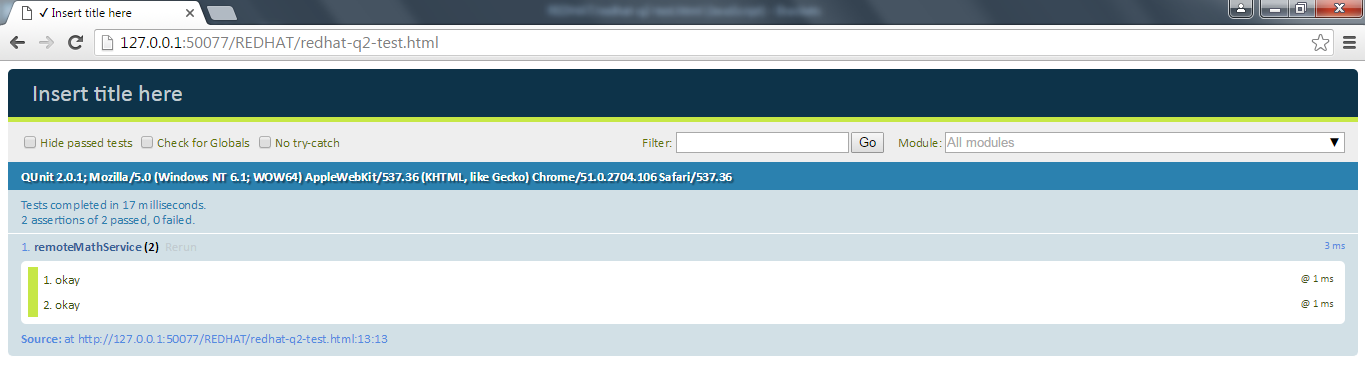 ✓ Insert title here
127.0.0.1:50077/REDHAT/redhat-q2-test.html
Insert title here
Hide passed tests Check for Globals No try-catch Filter: Go Module: All modules
QUnit 2.0.1; Mozilla/5.0 (Windows NT 6.1; WOW64) AppleWebKit/537.36 (KHTML, like Gecko) Chrome/51.0.2704.106 Safari/537.36
Tests completed in 17 milliseconds.
2 assertions of 2 passed, 0 failed.
1. remoteMathService (2) Rerun 3 ms
1. okay @ 1 ms
2. okay @ 1 ms
Source: at http://127.0.0.1:50077/REDHAT/redhat-q2-test.html:13:13